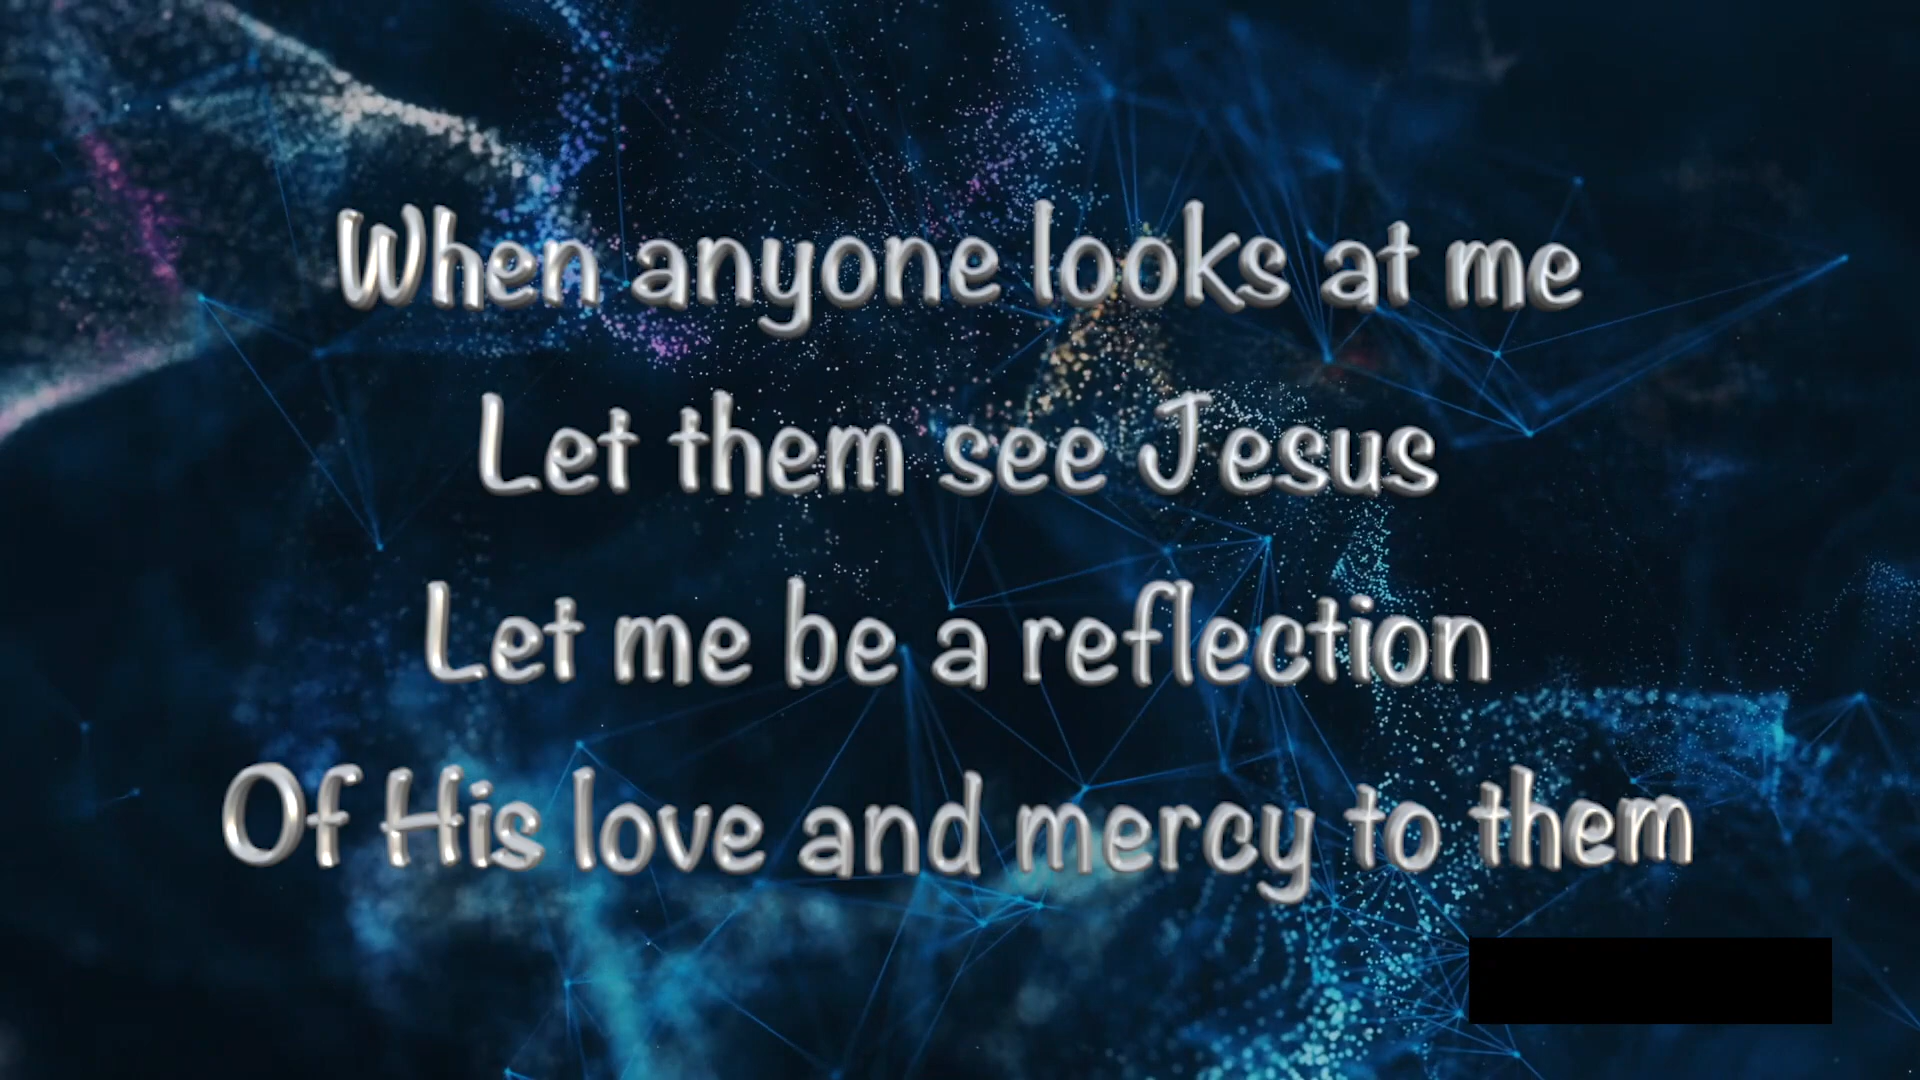 When anyone looks at me
Let them see Jesus
Let me be a reflection
Of His love and mercy to them